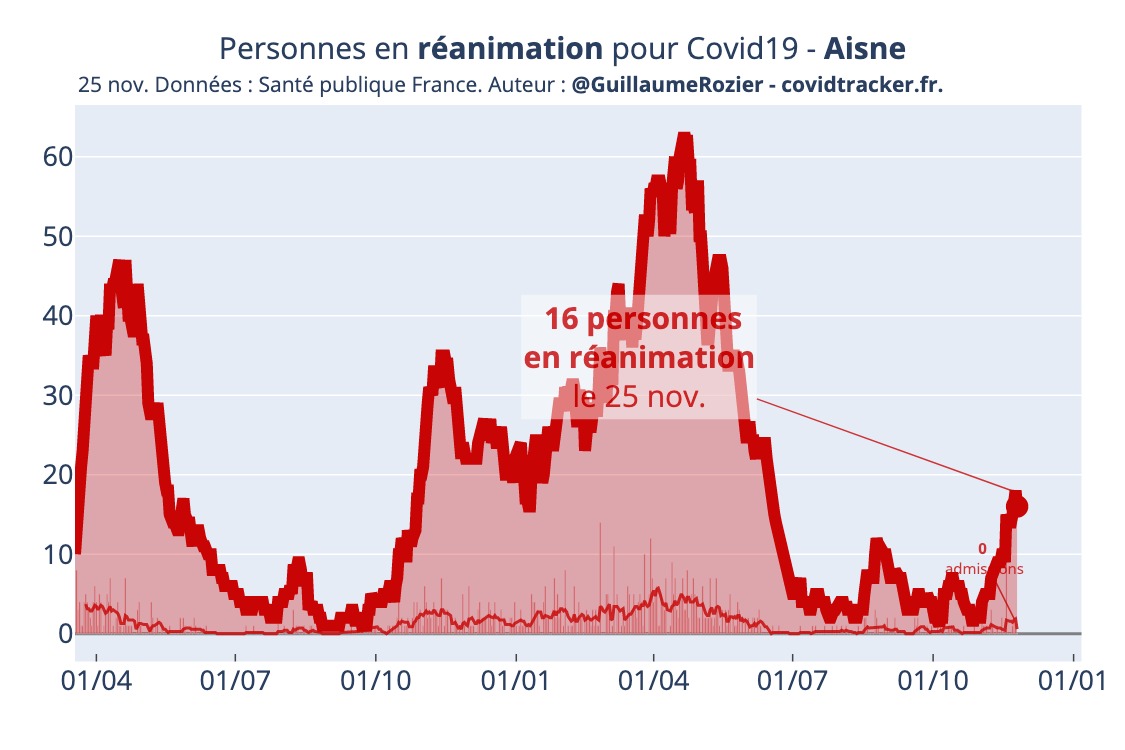 Personnes en réanimation pour Covid19 - Aisne
25 nov. Données : Santé publique France. Auteur : @GuillaumeRozier - covidtracker.fr.
60
50
40
30
20
10
0
16 personnes
en réanimation
le 25 nov.
0
admissions
01/04
01/07
01/10
01/01
01/04
01/07
01/10
01/01